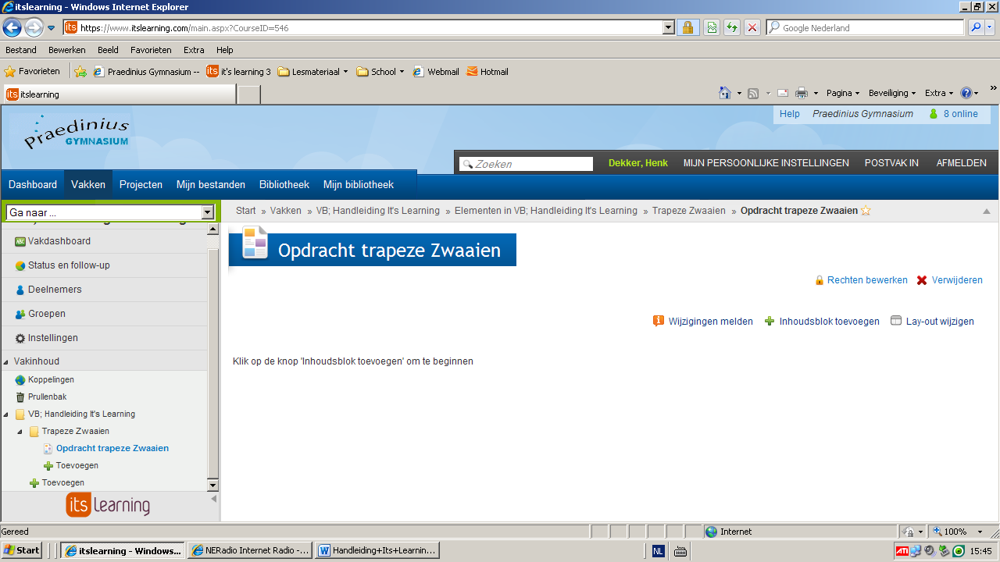 itslearning - Windows Internet Explorer
https://www.itslearning.com/main.aspx?CourseID=546
Google Nederland
Bestand Bewerken Beeld Favorieten Extra Help
Favorieten Praedinius Gymnasium -- it's learning 3 Lesmateriaal School Webmail Hotmail
its itslearning
Pagina Beveiliging Extra
Praedinius
GYMNASIUM
Help Praedinius Gymnasium 8 online
Zoeken Dekker, Henk MIJN PERSOONLIJKE INSTELLINGEN POSTVAK IN AFMELDEN
Dashboard Vakken Projecten Mijn bestanden Bibliotheek Mijn bibliotheek
Ga naar ...
Start » Vakken » VB; Handleiding It's Learning » Elementen in VB; Handleiding It's Learning » Trapeze Zwaaien » Opdracht trapeze Zwaaien
Vakdashboard
Status en follow-up
Deelnemers
Groepen
Instellingen
Vakinhoud
Koppelingen
Prullenbak
VB; Handleiding It's Learning
Trapeze Zwaaien
Opdracht trapeze Zwaaien
Toevoegen
Toevoegen
its Learning
Opdracht trapeze Zwaaien
Rechten bewerken Verwijderen
Wijzigingen melden Inhoudsblok toevoegen Lay-out wijzigen
Klik op de knop 'Inhoudsblok toevoegen' om te beginnen
Gereed Internet 100%
Start itslearning - Windows... NERadio Internet Radio -... Handleiding+Its+Learnin... NL ATI 15:45